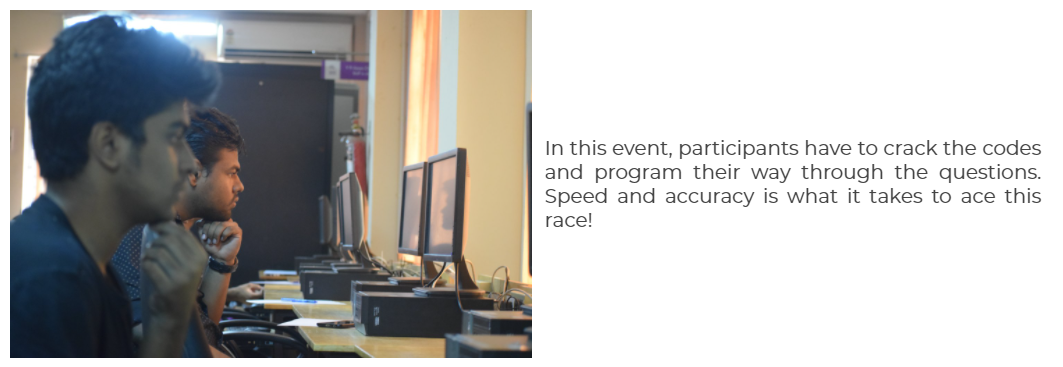 In this event, participants have to crack the codes
and program their way through the questions.
Speed and accuracy is what it takes to ace this
race!